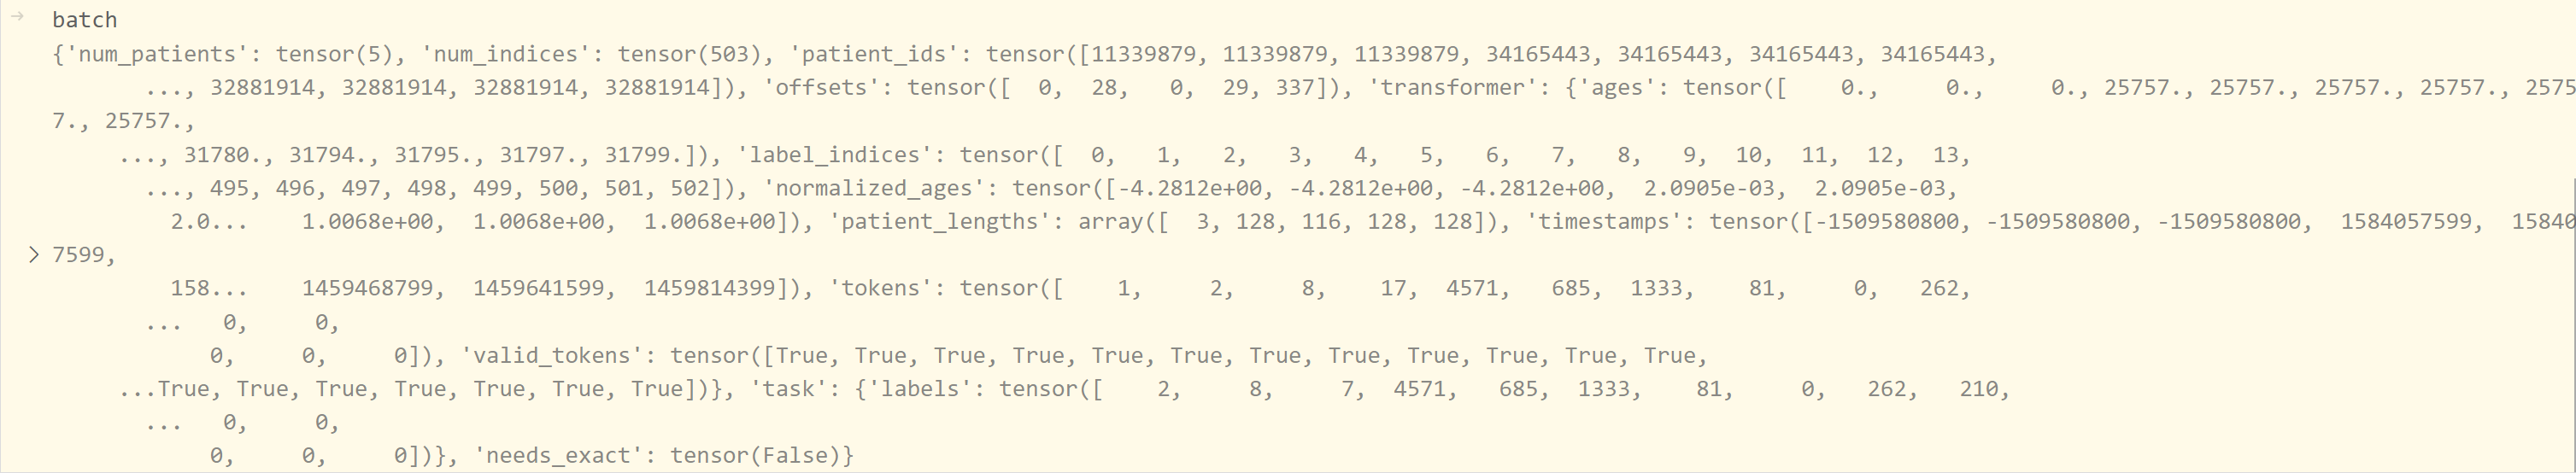 batch
{'num_patients': tensor(5), 'num_indices': tensor(503), 'patient_ids': tensor([11339879, 11339879, 11339879, 34165443, 34165443, 34165443, 34165443,
..., 32881914, 32881914, 32881914, 32881914]), 'offsets': tensor([  0,  28,   0,  29, 337]), 'transformer': {'ages': tensor([    0.,     0.,     0., 25757., 25757., 25757., 25757., 2575
7., 25757.,
..., 31780., 31794., 31795., 31797., 31799.]), 'label_indices': tensor([  0,   1,   2,   3,   4,   5,   6,   7,   8,   9,  10,  11,  12,  13,
..., 495, 496, 497, 498, 499, 500, 501, 502]), 'normalized_ages': tensor([-4.2812e+00, -4.2812e+00, -4.2812e+00,  2.0905e-03,  2.0905e-03,
2.0...    1.0068e+00,  1.0068e+00,  1.0068e+00]), 'patient_lengths': array([  3, 128, 116, 128, 128]), 'timestamps': tensor([-1509580800, -1509580800, -1509580800,  1584057599,  15840
7599,
158...    1459468799,  1459641599,  1459814399]), 'tokens': tensor([    1,     2,     8,    17,  4571,   685,  1333,    81,     0,   262,
...   0,     0,
0,     0,     0]), 'valid_tokens': tensor([True, True, True, True, True, True, True, True, True, True, True, True,
...True, True, True, True, True, True, True])}, 'task': {'labels': tensor([    2,     8,     7,  4571,   685,  1333,    81,     0,   262,   210,
...   0,     0,
0,     0,     0])}, 'needs_exact': tensor(False)}